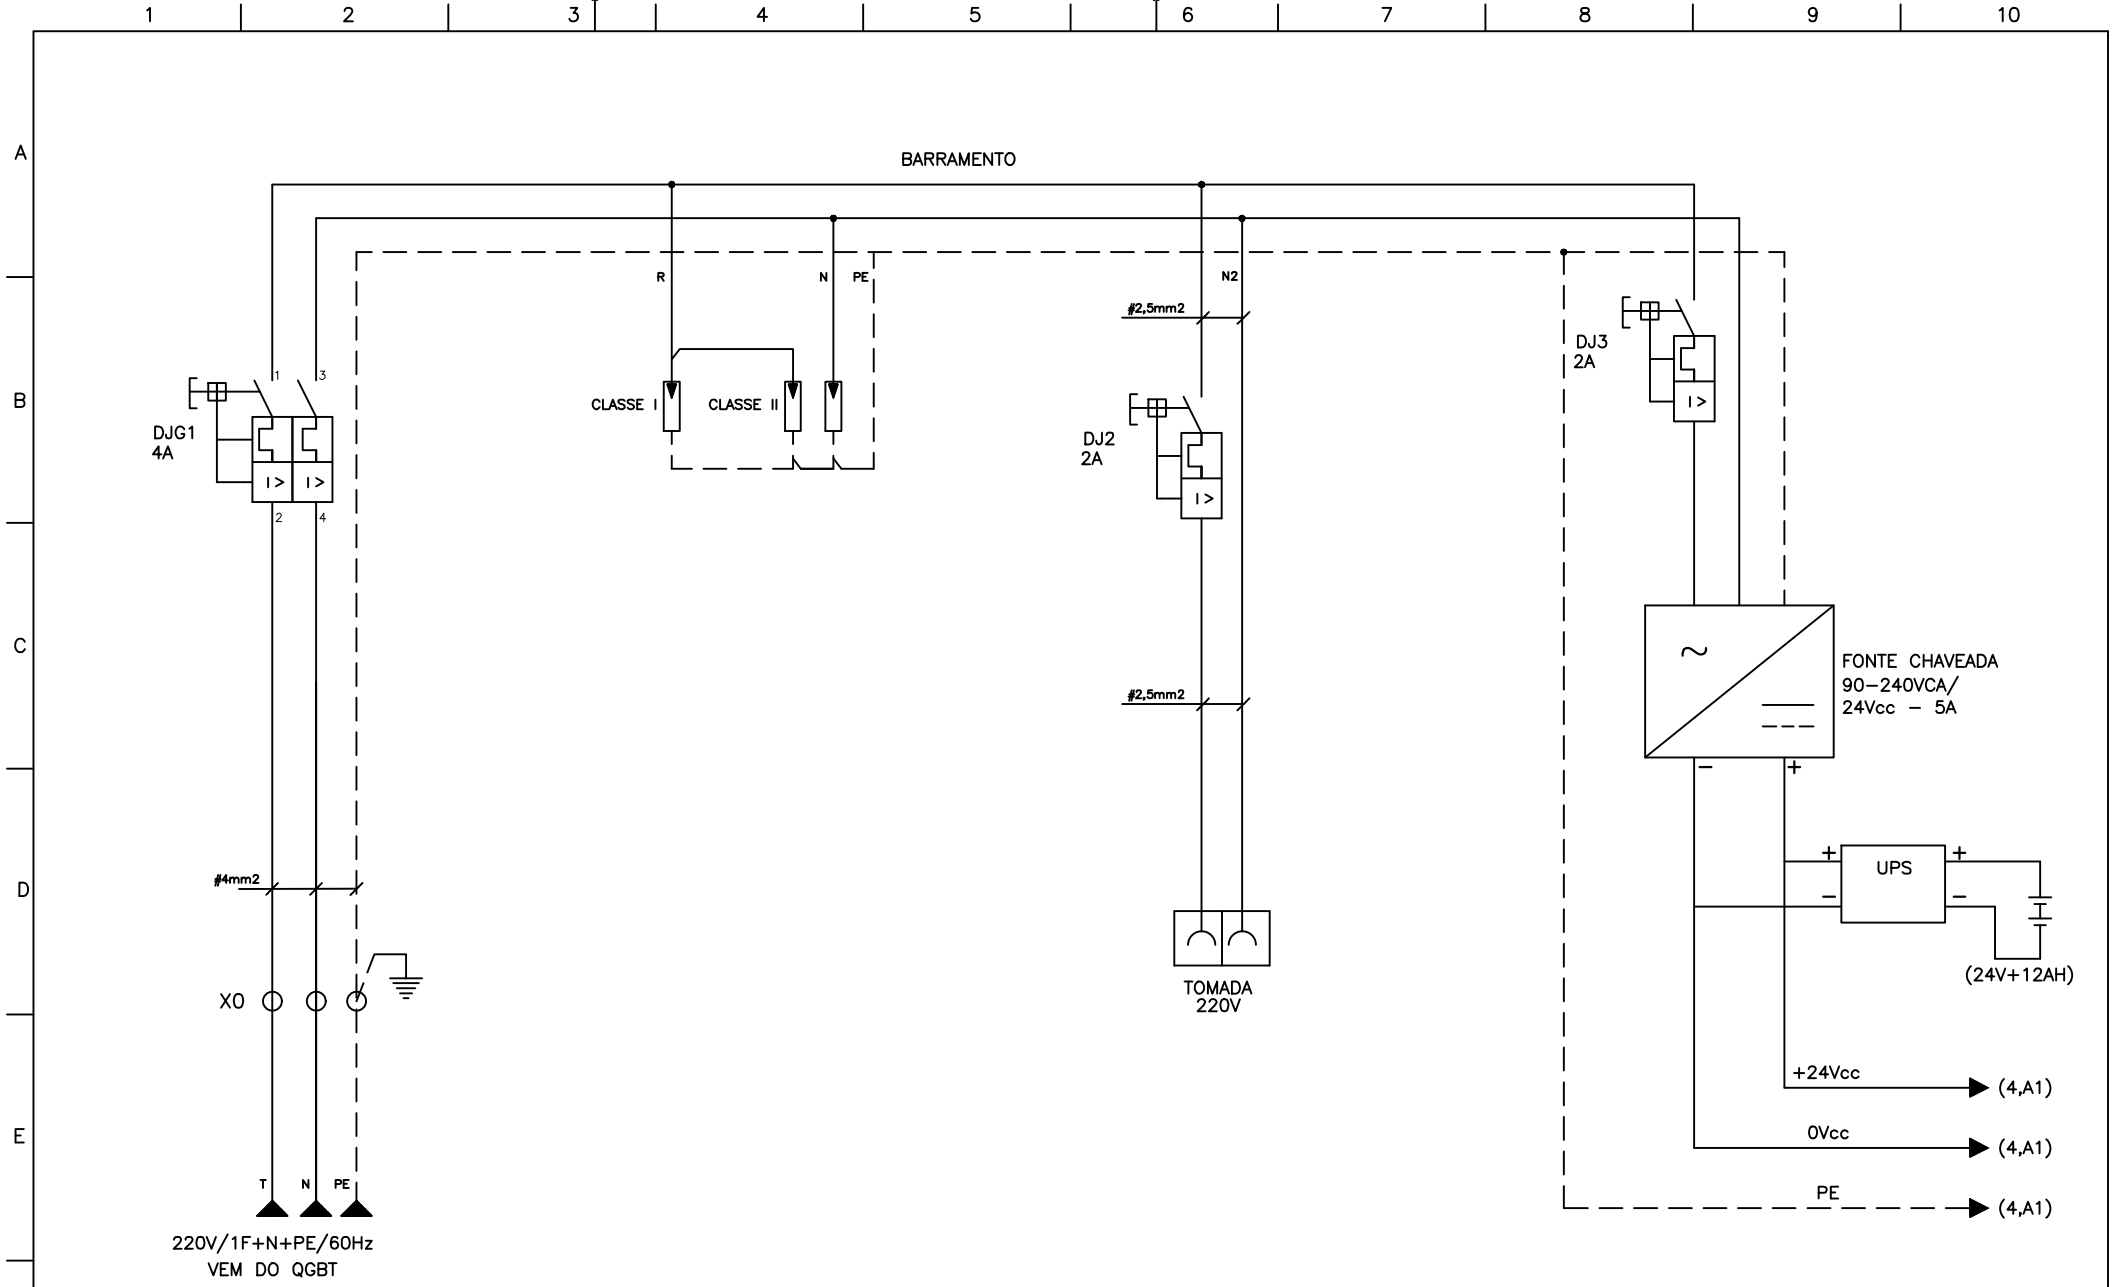 1 2 3 4 5 6 7 8 9 10
A
BARRAMENTO
R N PE N2
#2,5mm2
DJ3
2A
1 3
B
CLASSE I CLASSE II
I >
DJG1
4A
DJ2
2A
I > I >
I >
2 4
C
FONTE CHAVEADA
90-240VCA/
24Vcc - 5A
~
#2,5mm2
- +
+ +
UPS
#4mm2
D
- -
(24V+12AH)
TOMADA
220V
X0
+24Vcc
(4,A1)
E
0Vcc
(4,A1)
T N PE
PE
(4,A1)
220V/1F+N+PE/60Hz
VEM DO QGBT